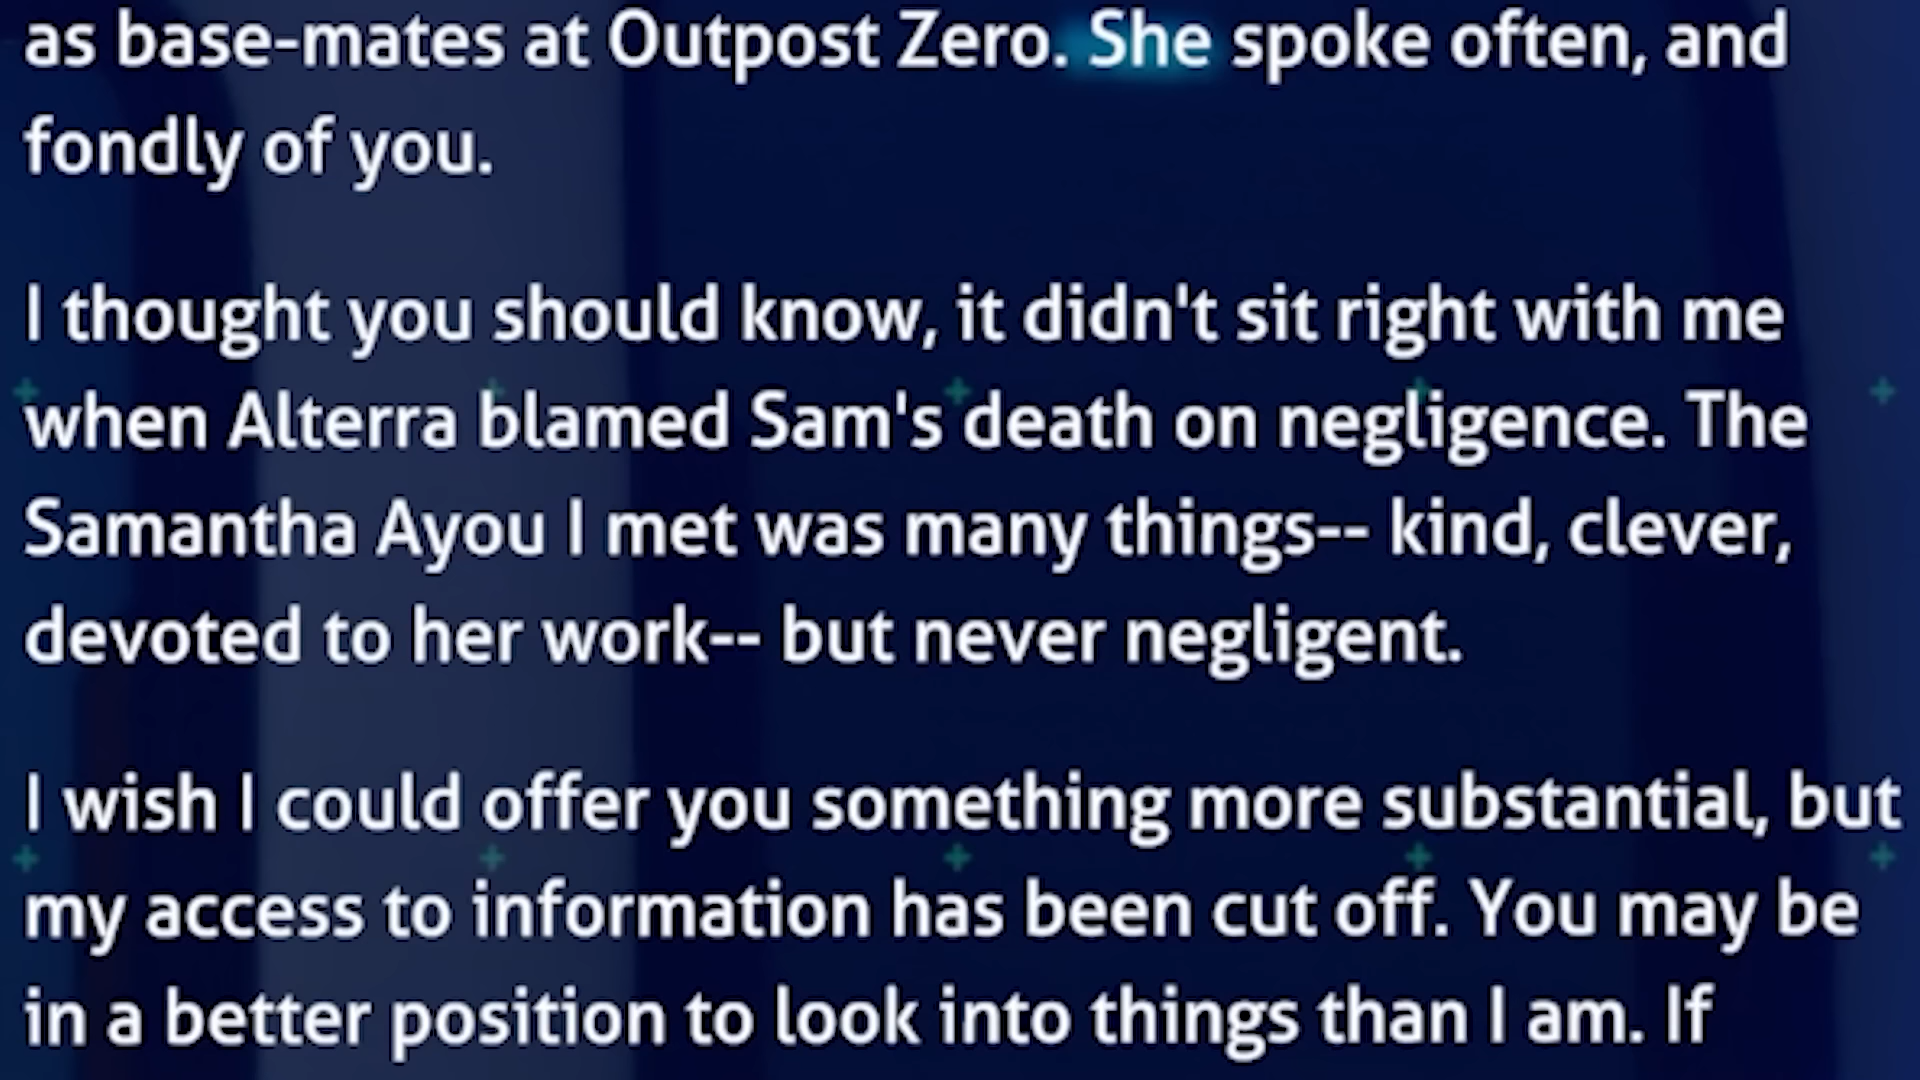 as base-mates at Outpost Zero. She spoke often, and
fondly of you.
I thought you should know, it didn't sit right with me
when Alterra blamed Sam's death on negligence. The
Samantha Ayou I met was many things-- kind, clever,
devoted to her work-- but never negligent.
I wish I could offer you something more substantial, but
my access to information has been cut off. You may be
in a better position to look into things than I am. If